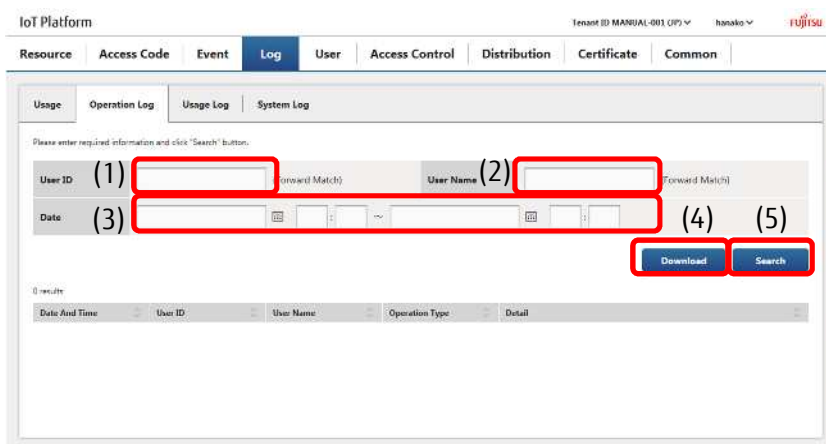 IoT Platform Tenant ID MANUAL-001 (JP) hanako FUJITSU
Resource Access Code Event Log User Access Control Distribution Certificate Common
Usage Operation Log Usage Log System Log
Please enter required information and click "Search" button.
User ID (1) (Forward Match) User Name (2) (Forward Match)
Date (3) : ~ :
(4) (5)
Download Search
0 results
Date And Time User ID User Name Operation Type Detail